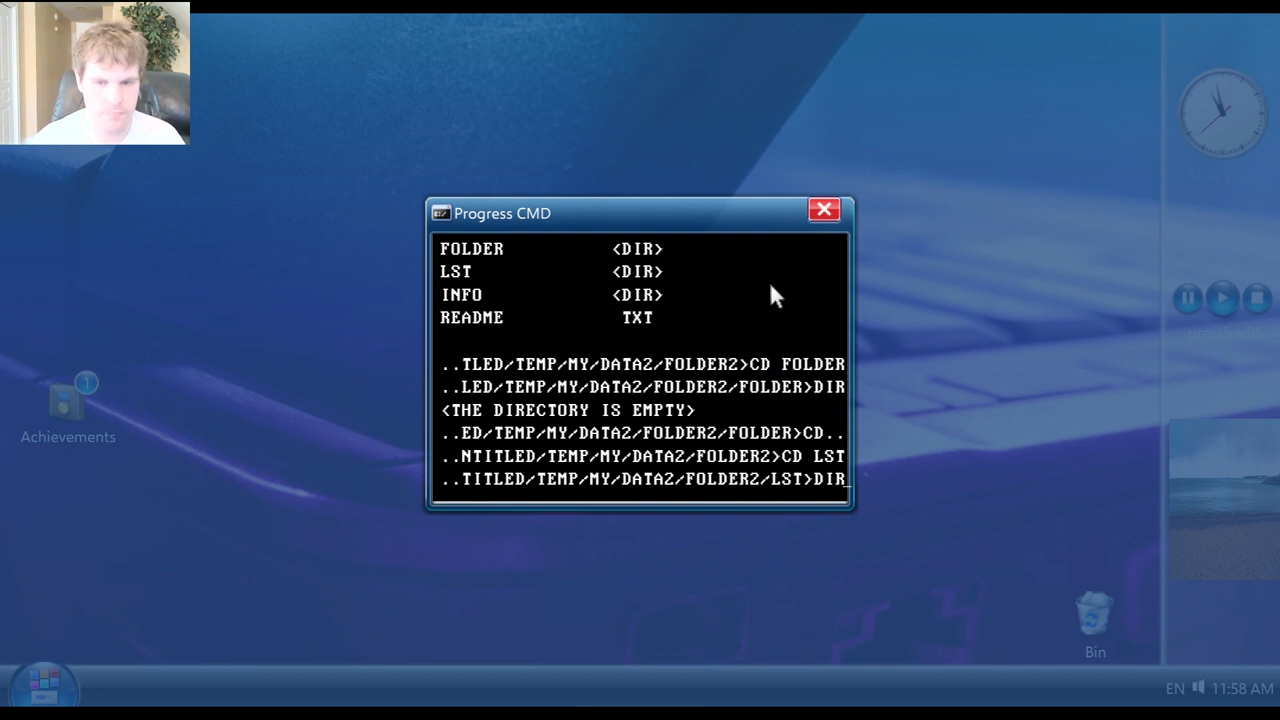 Progress CMD
FOLDER <DIR>
LST <DIR>
INFO <DIR>
README TXT
..TLED/TEMP/MY/DATA2/FOLDER2>CD FOLDER
..LED/TEMP/MY/DATA2/FOLDER2/FOLDER>DIR
<THE DIRECTORY IS EMPTY>
..ED/TEMP/MY/DATA2/FOLDER2/FOLDER>CD..
..NTITLED/TEMP/MY/DATA2/FOLDER2>CD LST
..TITLED/TEMP/MY/DATA2/FOLDER2/LST>DIR_
1
Achievements
Bin
EN 11:58 AM